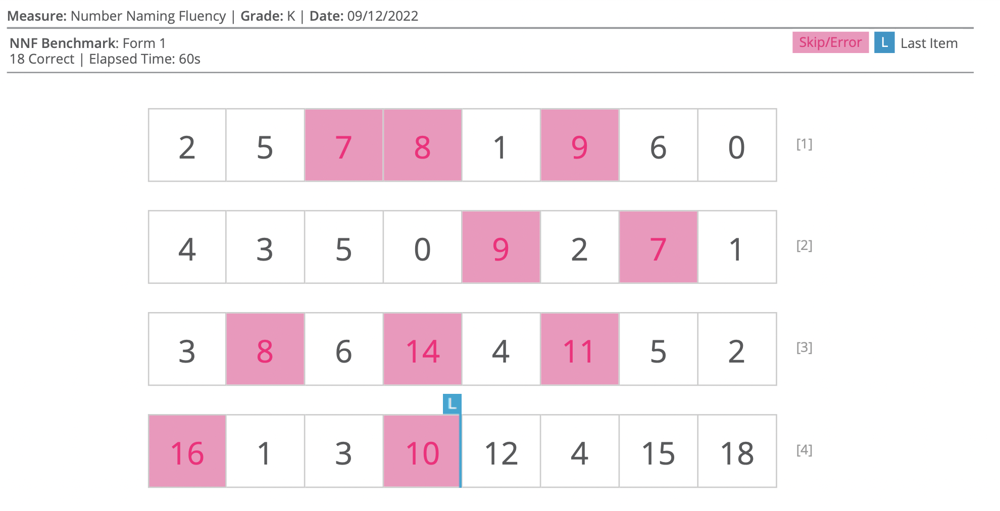 Measure: Number Naming Fluency | Grade: K | Date: 09/12/2022
NNF Benchmark: Form 1
18 Correct | Elapsed Time: 60s
Skip/Error L Last Item
2 5 7 8 1 9 6 0 [1]
4 3 5 0 9 2 7 1 [2]
3 8 6 14 4 11 5 2 [3]
L
16 1 3 10 12 4 15 18 [4]